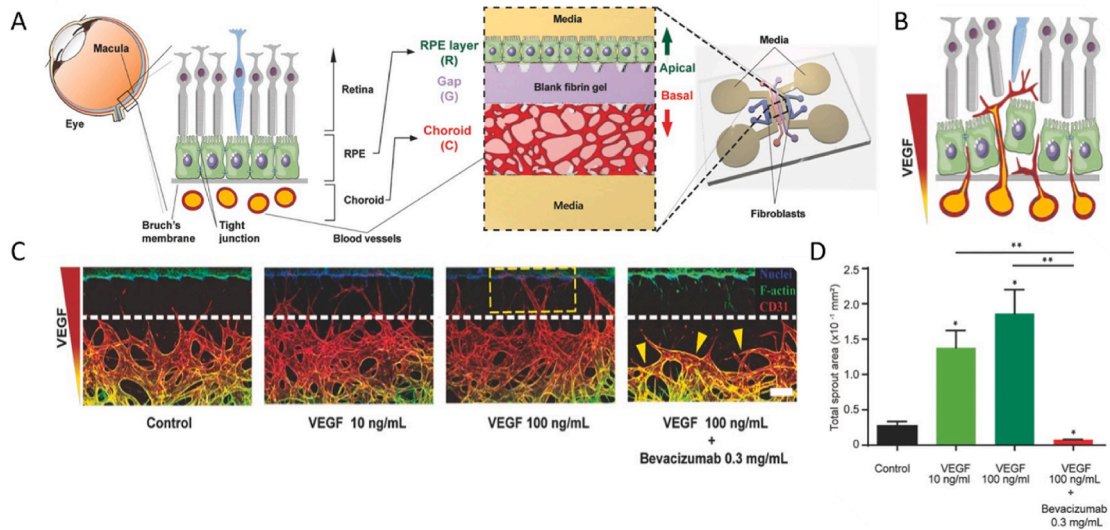 A
Macula
Eye
Bruch's
membrane
Tight
junction
Blood vessels
Retina
RPE
Choroid
RPE layer
(R)
Gap
(G)
Choroid
(C)
Media
Blank fibrin gel
Media
Apical
Basal
Media
Fibroblasts
B
VEGF
C
VEGF
Nuclei
F-actin
CD31
Control
VEGF 10 ng/mL
VEGF 100 ng/mL
VEGF 100 ng/mL
+
Bevacizumab 0.3 mg/mL
D
Total sprout area (x10⁻¹ mm²)
2.5
2.0
1.5
1.0
0.5
0
**
**
*
*
*
Control
VEGF
10 ng/ml
VEGF
100 ng/mL
VEGF
100 ng/mL
+
Bevacizumab
0.3 mg/mL